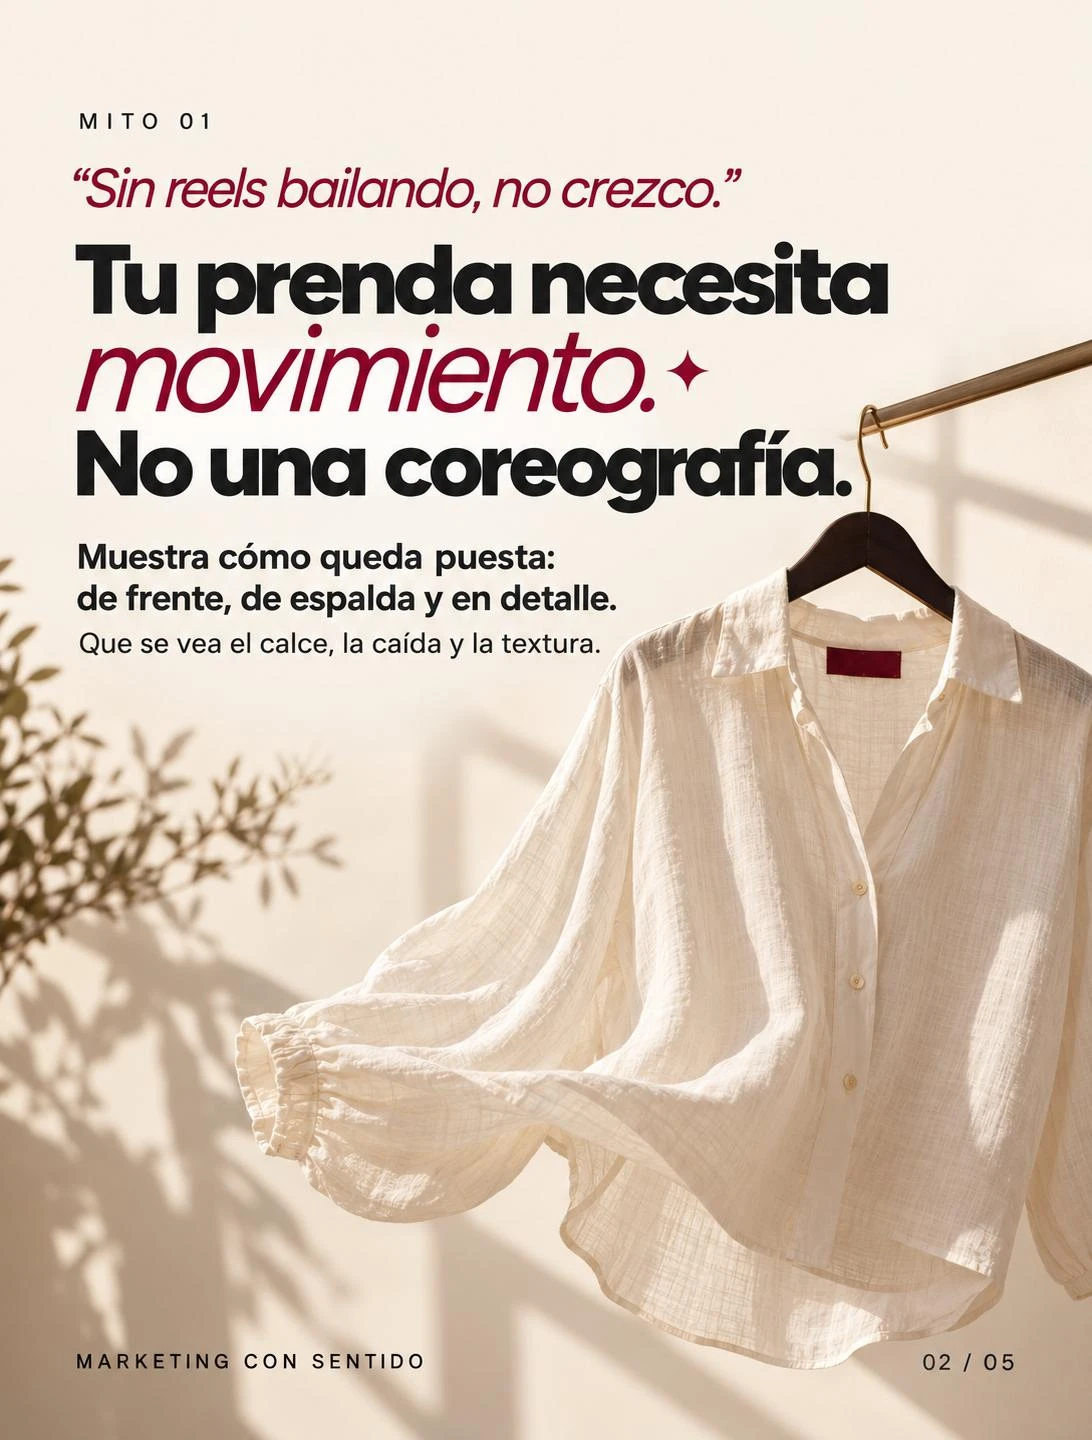 MITO 01
“Sin reels bailando, no crezco.”
Tu prenda necesita
movimiento.
No una coreografía.
Muestra cómo queda puesta:
de frente, de espalda y en detalle.
Que se vea el calce, la caída y la textura.
MARKETING CON SENTIDO
02 / 05